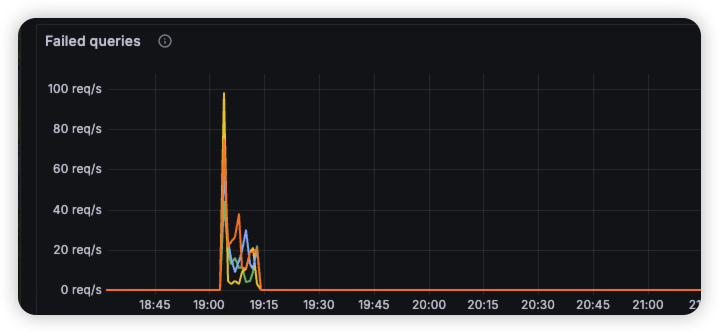 Failed queries
100 req/s
80 req/s
60 req/s
40 req/s
20 req/s
0 req/s
18:45 19:00 19:15 19:30 19:45 20:00 20:15 20:30 20:45 21:00 21